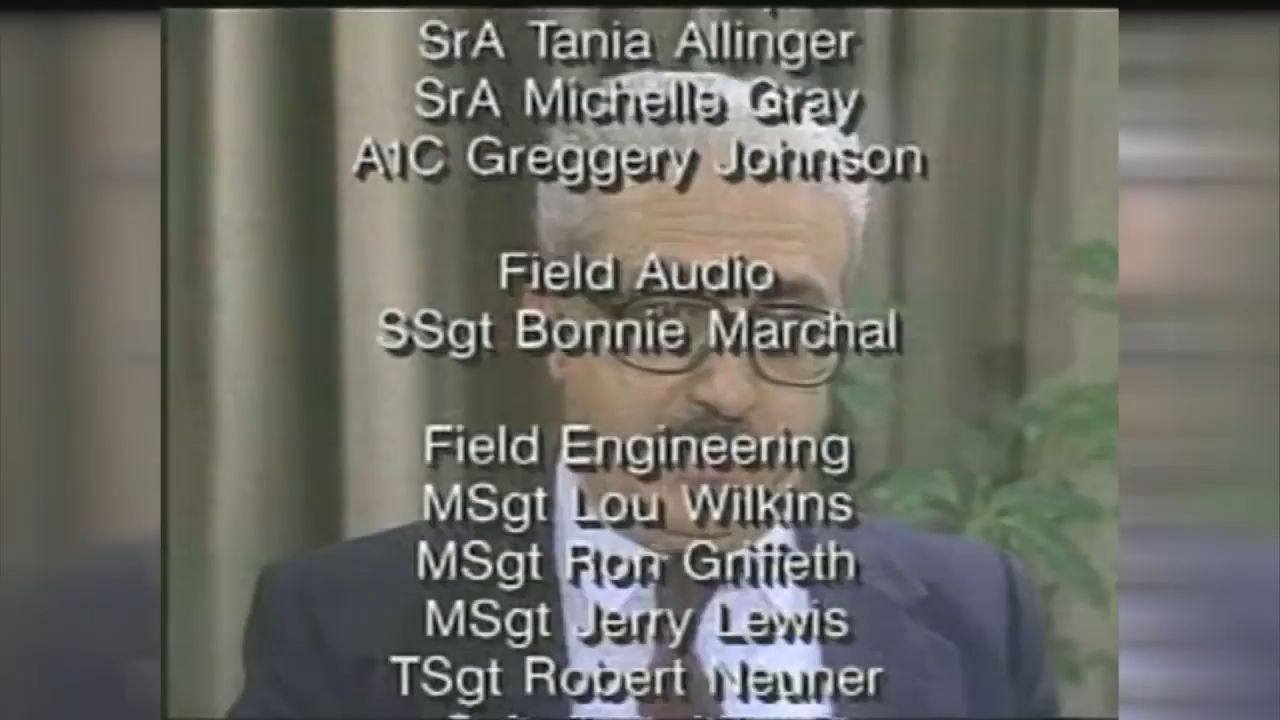 SrA Tania Allinger
SrA Michelle Gray
A1C Greggery Johnson
Field Audio
SSgt Bonnie Marchal
Field Engineering
MSgt Lou Wilkins
MSgt Ron Griffieth
MSgt Jerry Lewis
TSgt Robert Neuner